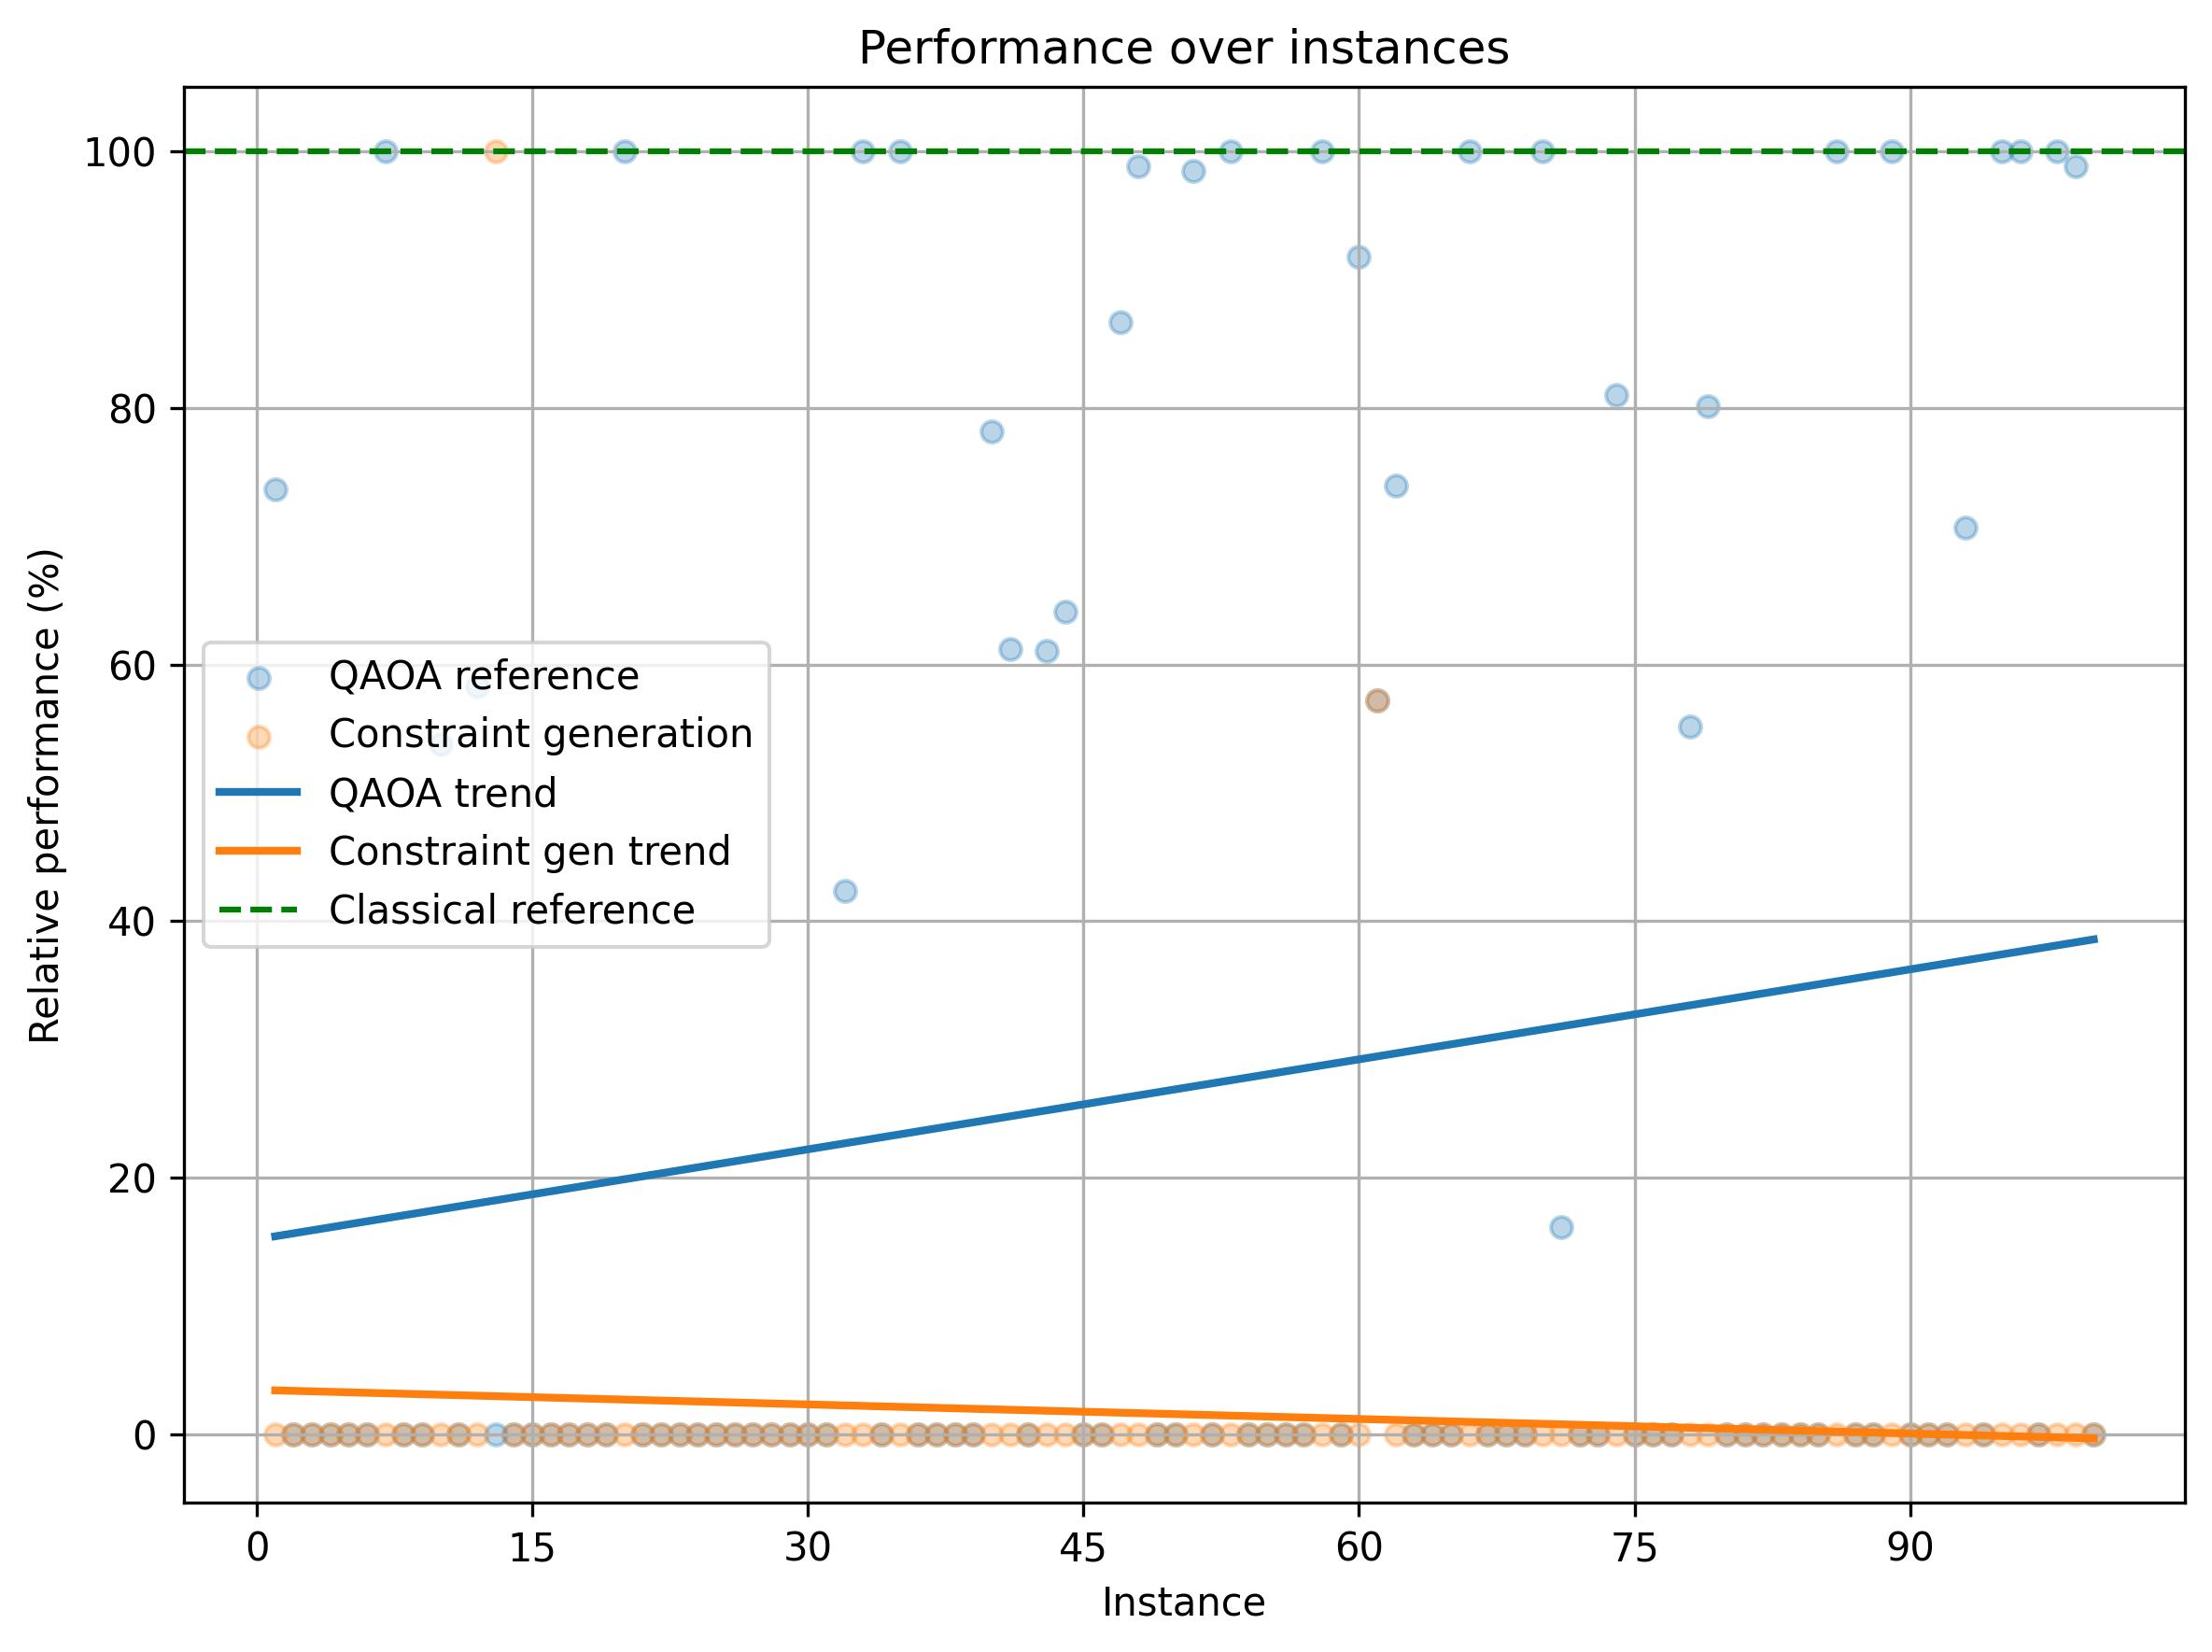 Performance over instances
Relative performance (%)
100
80
60
40
20
0
QAOA reference
Constraint generation
QAOA trend
Constraint gen trend
Classical reference
0 15 30 45 60 75 90
Instance